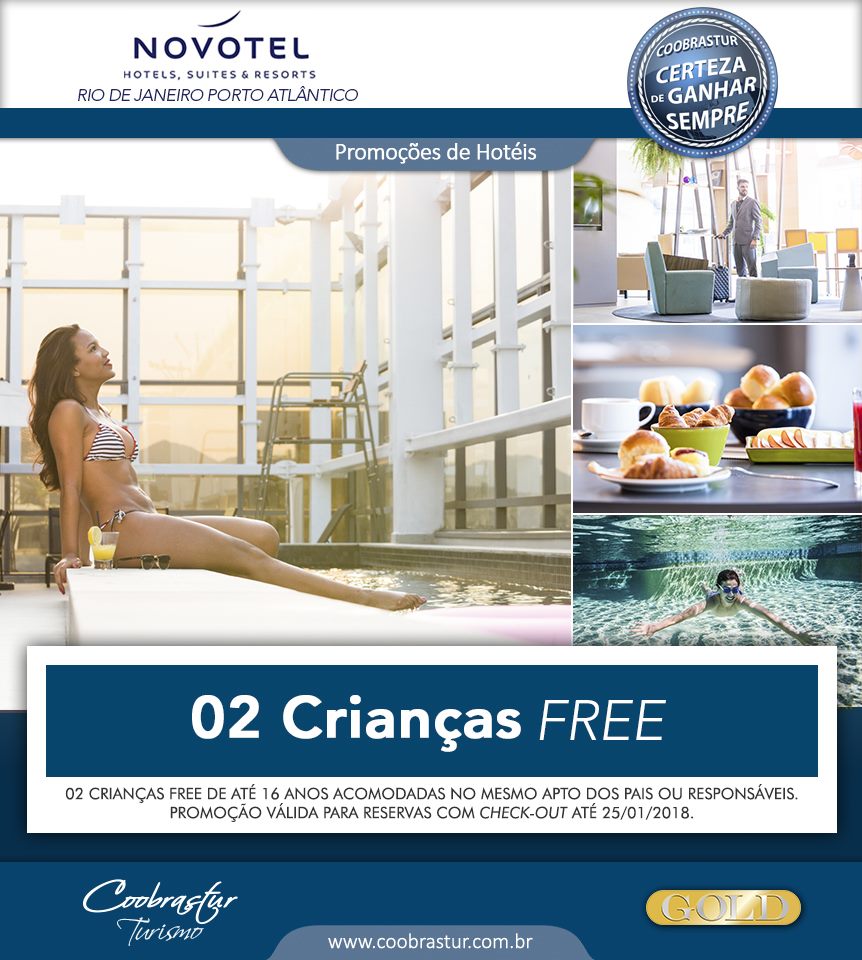 NOVOTEL
HOTELS, SUITES & RESORTS
RIO DE JANEIRO PORTO ATLÂNTICO
COOBRASTUR
CERTEZA
DE GANHAR
SEMPRE
Promoções de Hotéis
02 Crianças FREE
02 CRIANÇAS FREE DE ATÉ 16 ANOS ACOMODADAS NO MESMO APTO DOS PAIS OU RESPONSÁVEIS.
PROMOÇÃO VÁLIDA PARA RESERVAS COM CHECK-OUT ATÉ 25/01/2018.
Coobrastur
Turismo
GOLD
www.coobrastur.com.br